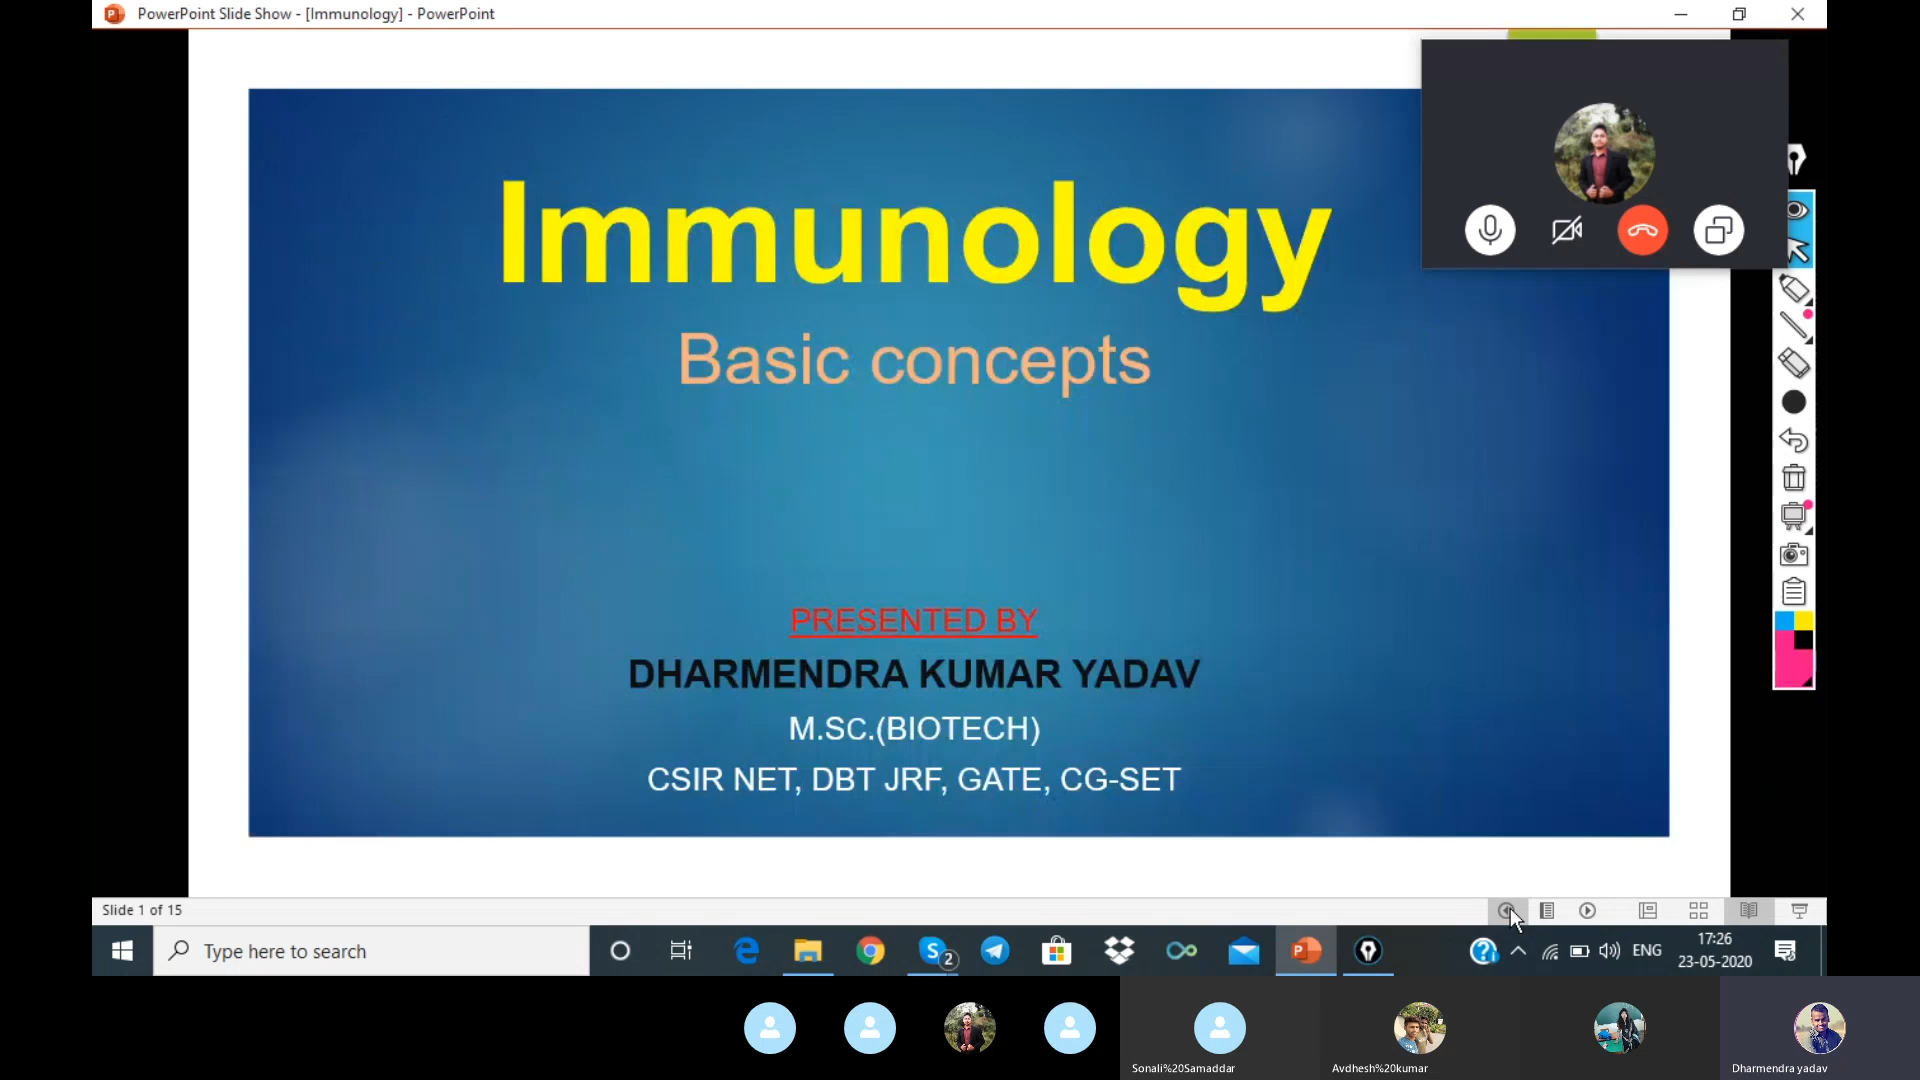 PowerPoint Slide Show - [Immunology] - PowerPoint
Immunology
Basic concepts
PRESENTED BY
DHARMENDRA KUMAR YADAV
M.SC.(BIOTECH)
CSIR NET, DBT JRF, GATE, CG-SET
Slide 1 of 15
Type here to search
2
ENG
17:26
23-05-2020
Sonali%20Samaddar
Avdhesh%20kumar
Dharmendra yadav